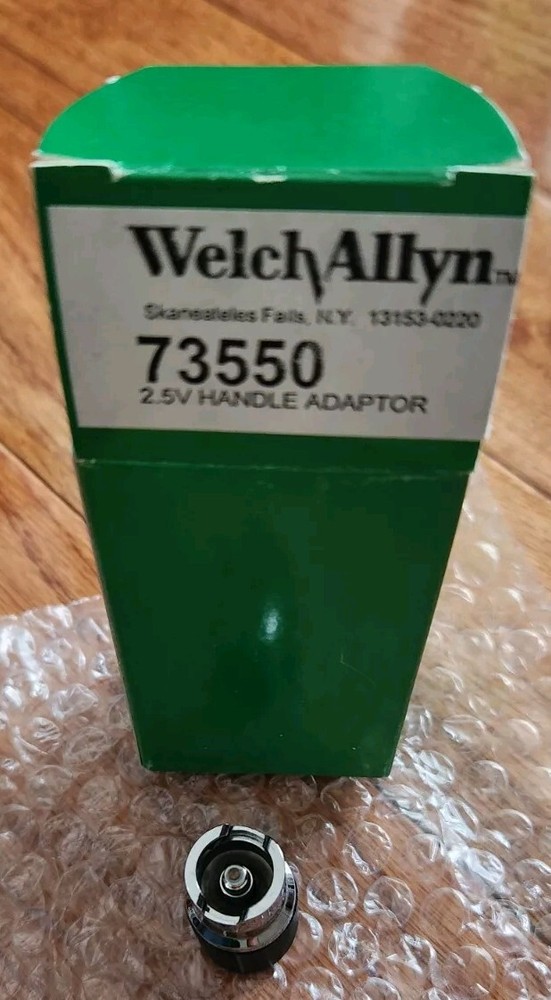 WelchAllyn™
Skaneateles Falls, N.Y. 13153-0220
73550
2.5V HANDLE ADAPTOR